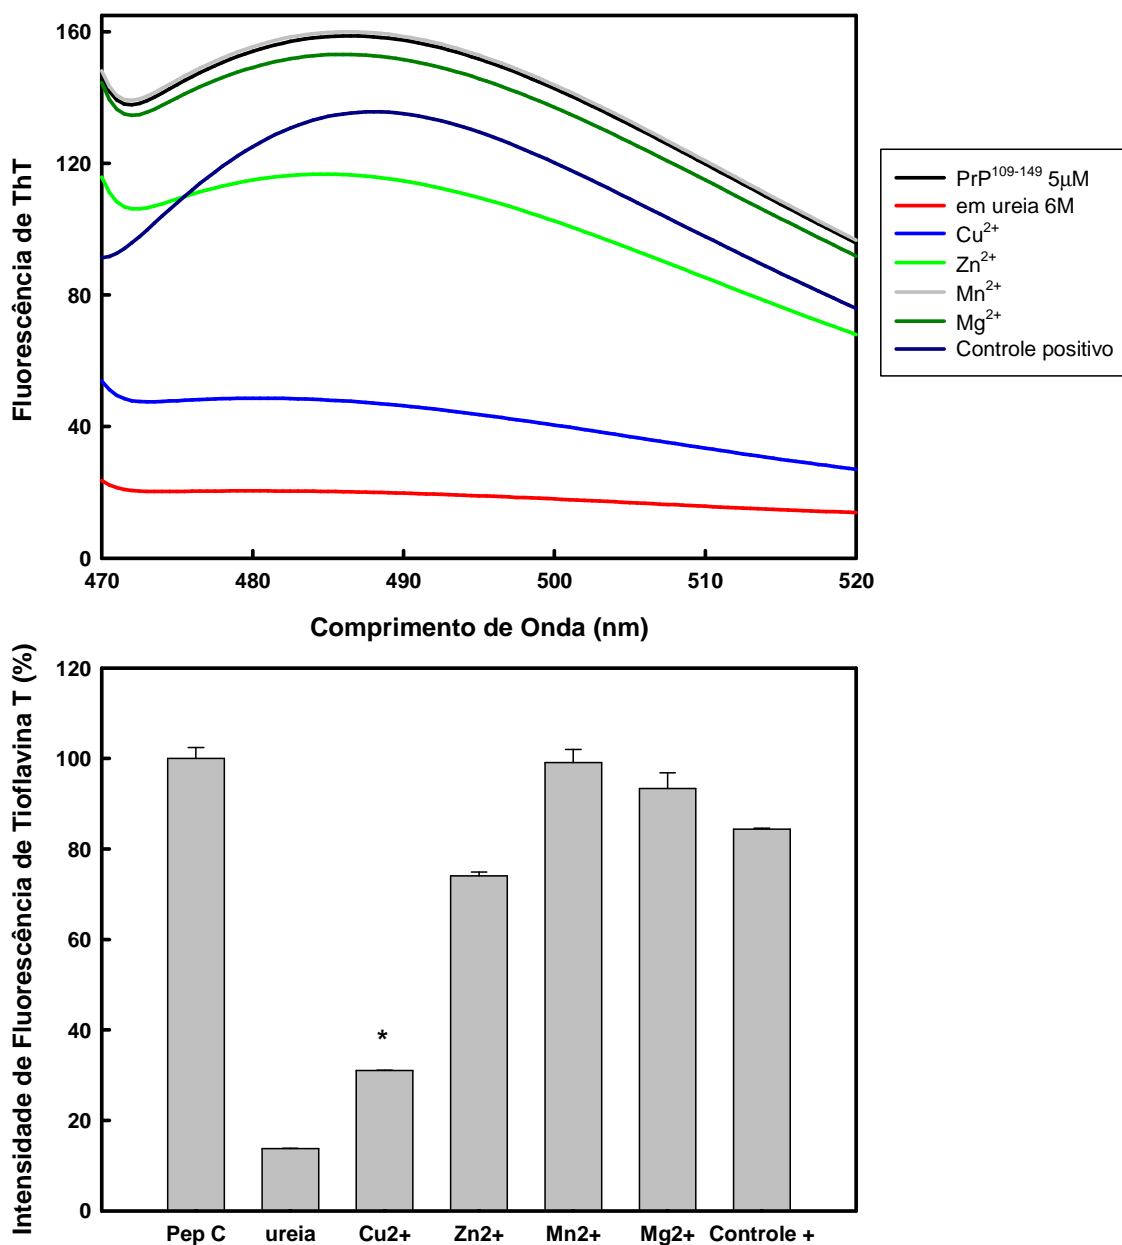 Fluorescência de ThT
160
120
80
40
0
470 480 490 500 510 520
Comprimento de Onda (nm)
PrP¹⁰⁹⁻¹⁴⁹ 5μM
em ureia 6M
Cu²⁺
Zn²⁺
Mn²⁺
Mg²⁺
Controle positivo
Intensidade de Fluorescência de Tioflavina T (%)
120
100
80
60
40
20
0
*
Pep C ureia Cu2+ Zn2+ Mn2+ Mg2+ Controle +